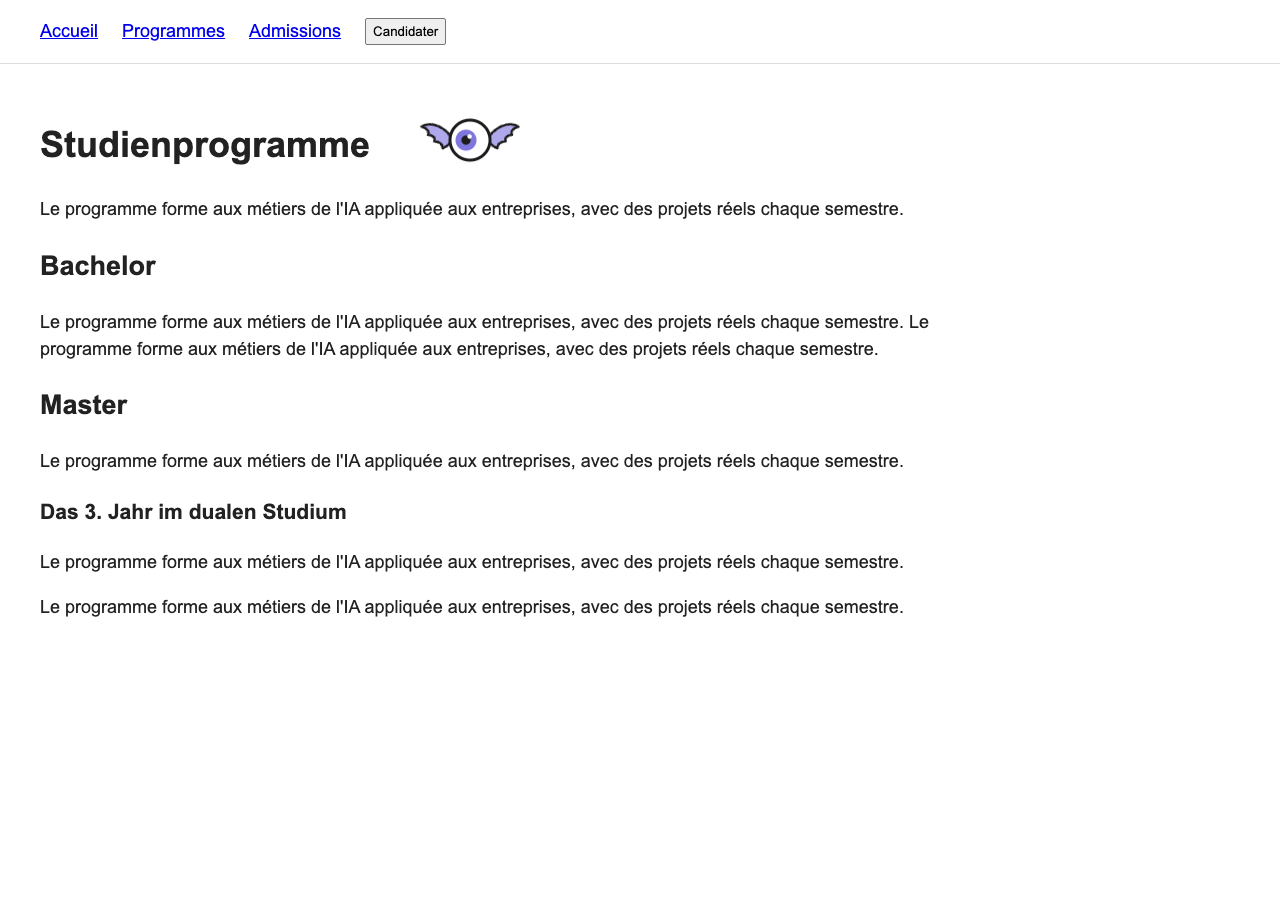 Accueil Programmes Admissions Candidater
Studienprogramme
Le programme forme aux métiers de l'IA appliquée aux entreprises, avec des projets réels chaque semestre.
Bachelor
Le programme forme aux métiers de l'IA appliquée aux entreprises, avec des projets réels chaque semestre. Le
programme forme aux métiers de l'IA appliquée aux entreprises, avec des projets réels chaque semestre.
Master
Le programme forme aux métiers de l'IA appliquée aux entreprises, avec des projets réels chaque semestre.
Das 3. Jahr im dualen Studium
Le programme forme aux métiers de l'IA appliquée aux entreprises, avec des projets réels chaque semestre.
Le programme forme aux métiers de l'IA appliquée aux entreprises, avec des projets réels chaque semestre.